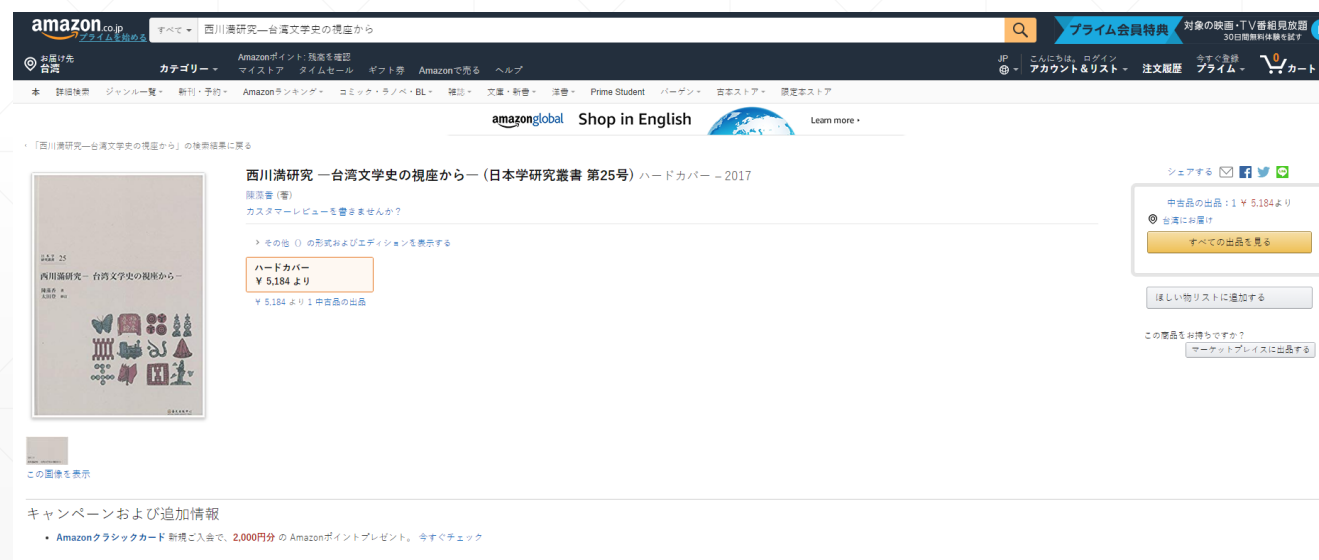 amazon.co.jp
プライムを始める
すべて
西川満研究―台湾文学史の視座から
プライム会員特典
対象の映画・TV番組見放題
30日間無料体験を試す
お届け先
台湾
カテゴリー
Amazonポイント: 残高を確認
マイストア タイムセール ギフト券 Amazonで売る ヘルプ
JP
こんにちは。ログイン
アカウント&リスト
注文履歴
今すぐ登録
プライム
0
カート
本 詳細検索 ジャンル一覧 新刊・予約 Amazonランキング コミック・ラノベ・BL 雑誌 文庫・新書 洋書 Prime Student バーゲン 古本ストア 限定本ストア
amazonglobal Shop in English Learn more
‹ 「西川満研究―台湾文学史の視座から」の検索結果に戻る
西川満研究 ―台湾文学史の視座から― (日本学研究叢書 第25号) ハードカバー – 2017
陳藻香 (著)
カスタマーレビューを書きませんか?
› その他 () の形式およびエディションを表示する
ハードカバー
¥ 5,184 より
¥ 5,184 より 1 中古品の出品
25
西川満研究― 台湾文学史の視座から―
陳藻香 著
この画像を表示
シェアする
中古品の出品:1 ¥ 5,184より
台湾にお届け
すべての出品を見る
ほしい物リストに追加する
この商品をお持ちですか?
マーケットプレイスに出品する
キャンペーンおよび追加情報
• Amazonクラシックカード 新規ご入会で、2,000円分 の Amazonポイントプレゼント。 今すぐチェック